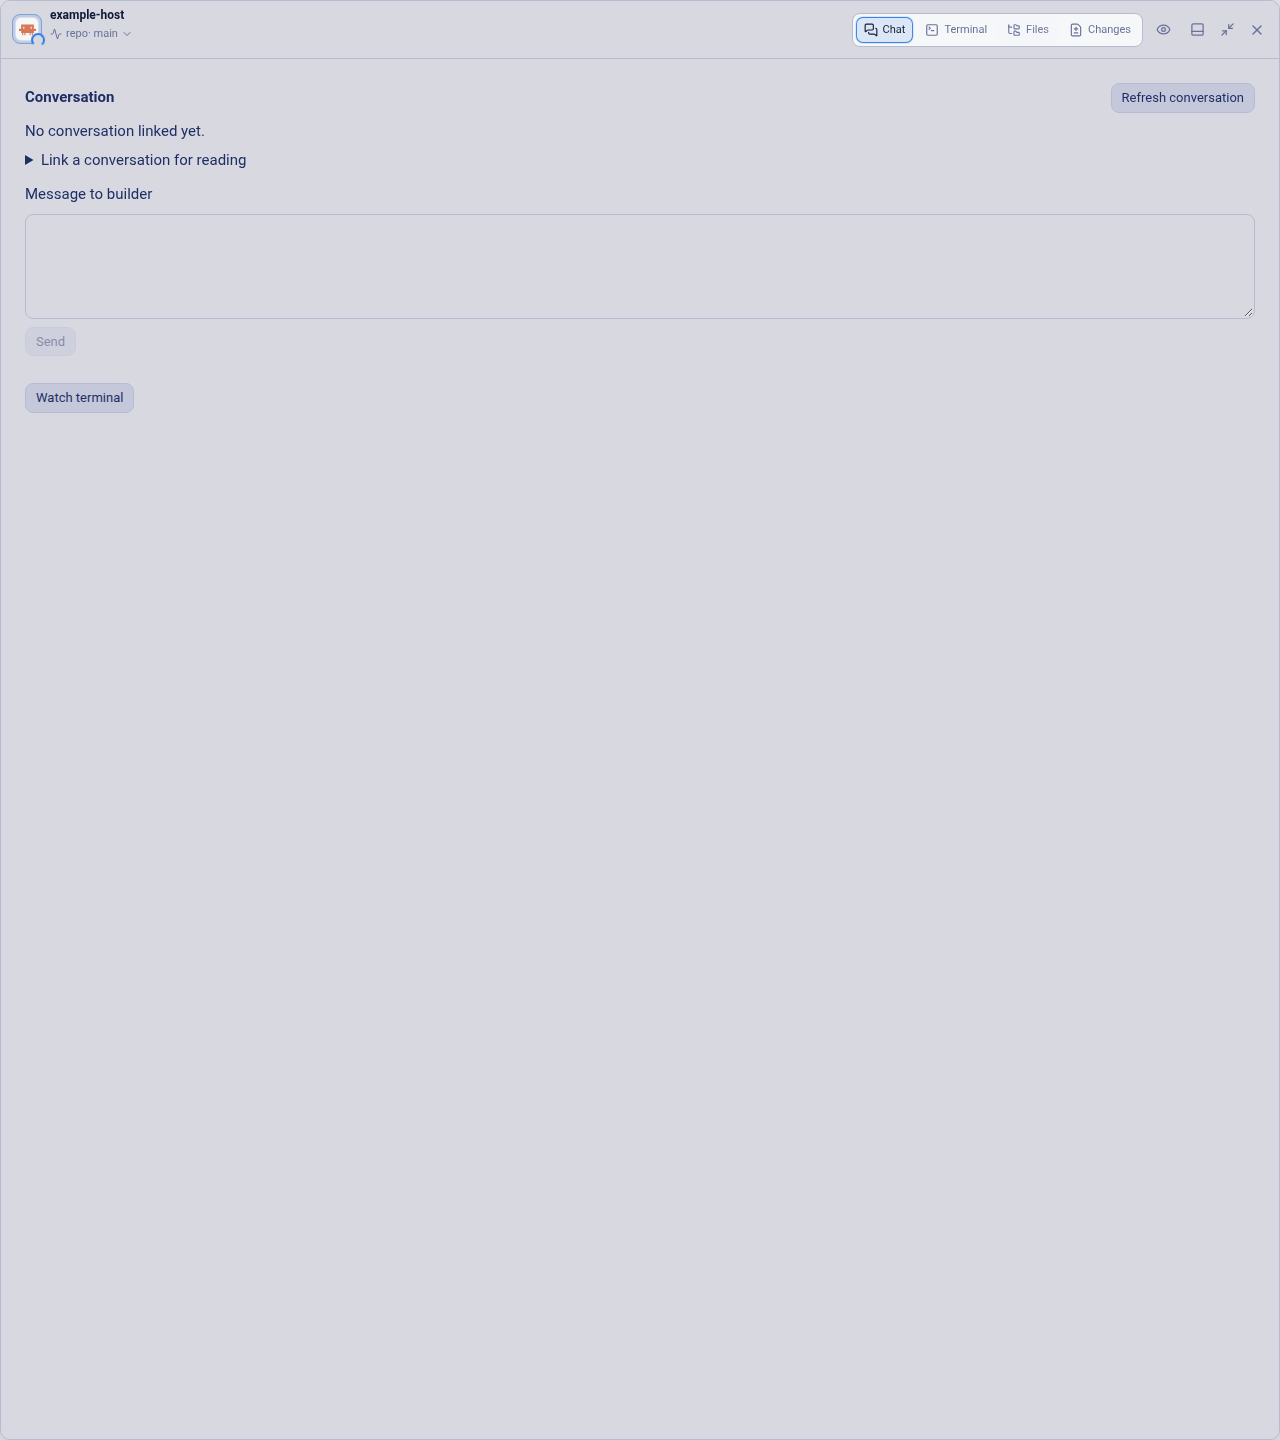 example-host
repo· main
Chat
Terminal
Files
Changes
Conversation
Refresh conversation
No conversation linked yet.
Link a conversation for reading
Message to builder
Send
Watch terminal